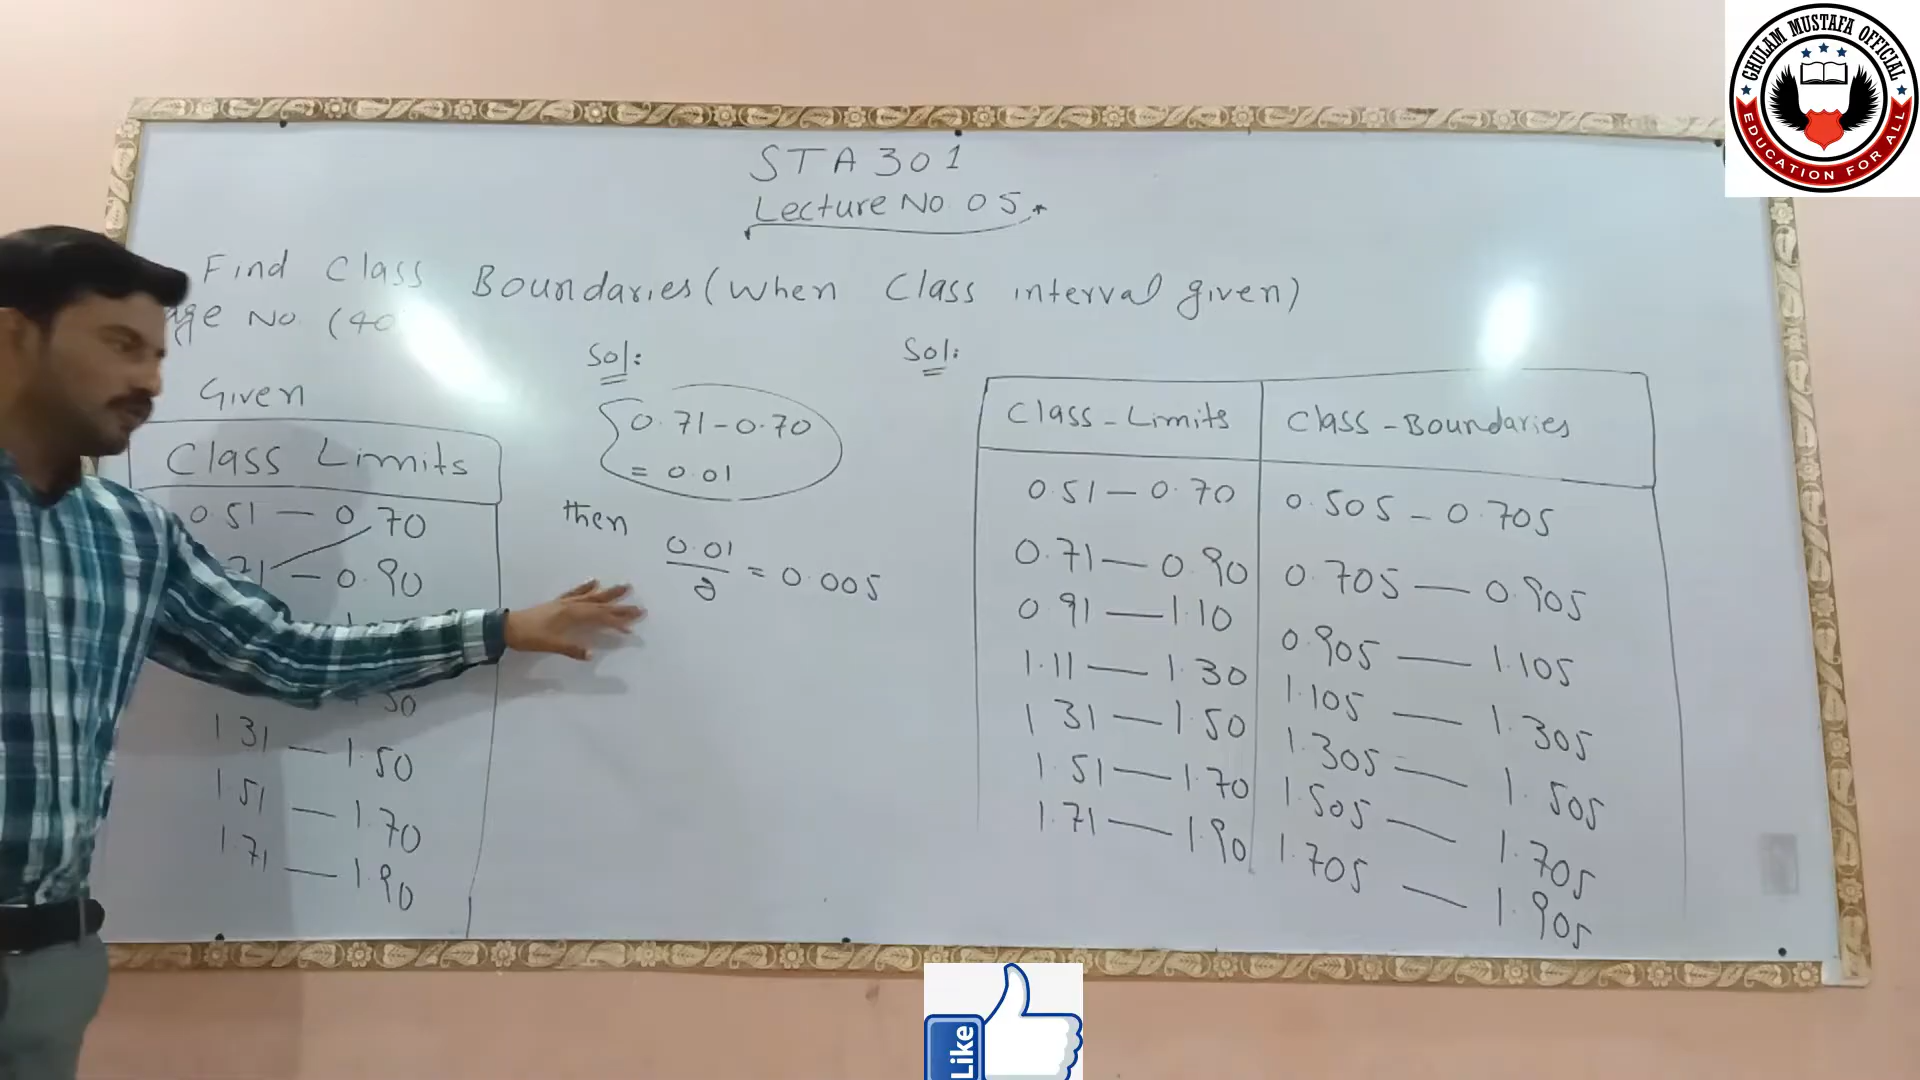 GHULAM MUSTAFA OFFICIAL
EDUCATION FOR ALL
STA301
Lecture No 05
Find Class Boundaries (When Class interval given)
No (40
Given
Class Limits
0.51 — 0.70
71 — 0.90
30
1.31 — 1.50
1.51 — 1.70
1.71 — 1.90
Sol:
0.71-0.70
= 0.01
then
0.01/2 = 0.005
Sol:
Class-Limits Class-Boundaries
0.51 — 0.70 0.505 - 0.705
0.71 — 0.90 0.705 — 0.905
0.91 — 1.10 0.905 — 1.105
1.11 — 1.30 1.105 — 1.305
1.31 — 1.50 1.305 — 1.505
1.51 — 1.70 1.505 — 1.705
1.71 — 1.90 1.705 — 1.905
Like